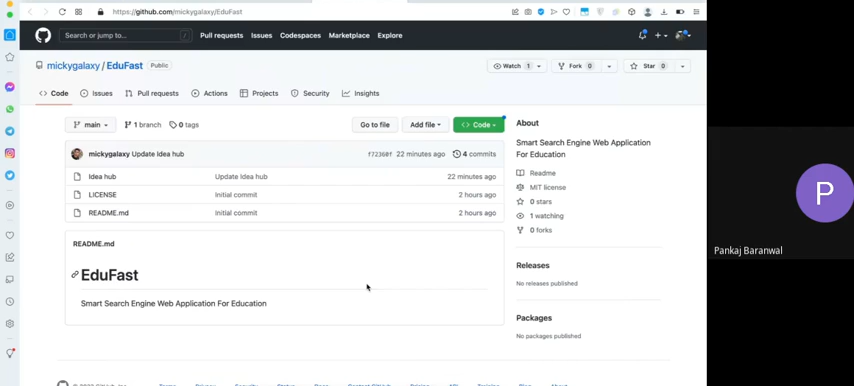 https://github.com/mickygalaxy/EduFast
Search or jump to... /
Pull requests Issues Codespaces Marketplace Explore
mickygalaxy / EduFast Public
Watch 1 Fork 0 Star 0
Code Issues Pull requests Actions Projects Security Insights
main 1 branch 0 tags Go to file Add file Code
mickygalaxy Update Idea hub f72360f 22 minutes ago 4 commits
Idea hub Update Idea hub 22 minutes ago
LICENSE Initial commit 2 hours ago
README.md Initial commit 2 hours ago
README.md
EduFast
Smart Search Engine Web Application For Education
About
Smart Search Engine Web Application
For Education
Readme
MIT license
0 stars
1 watching
0 forks
Releases
No releases published
Packages
No packages published
P
Pankaj Baranwal